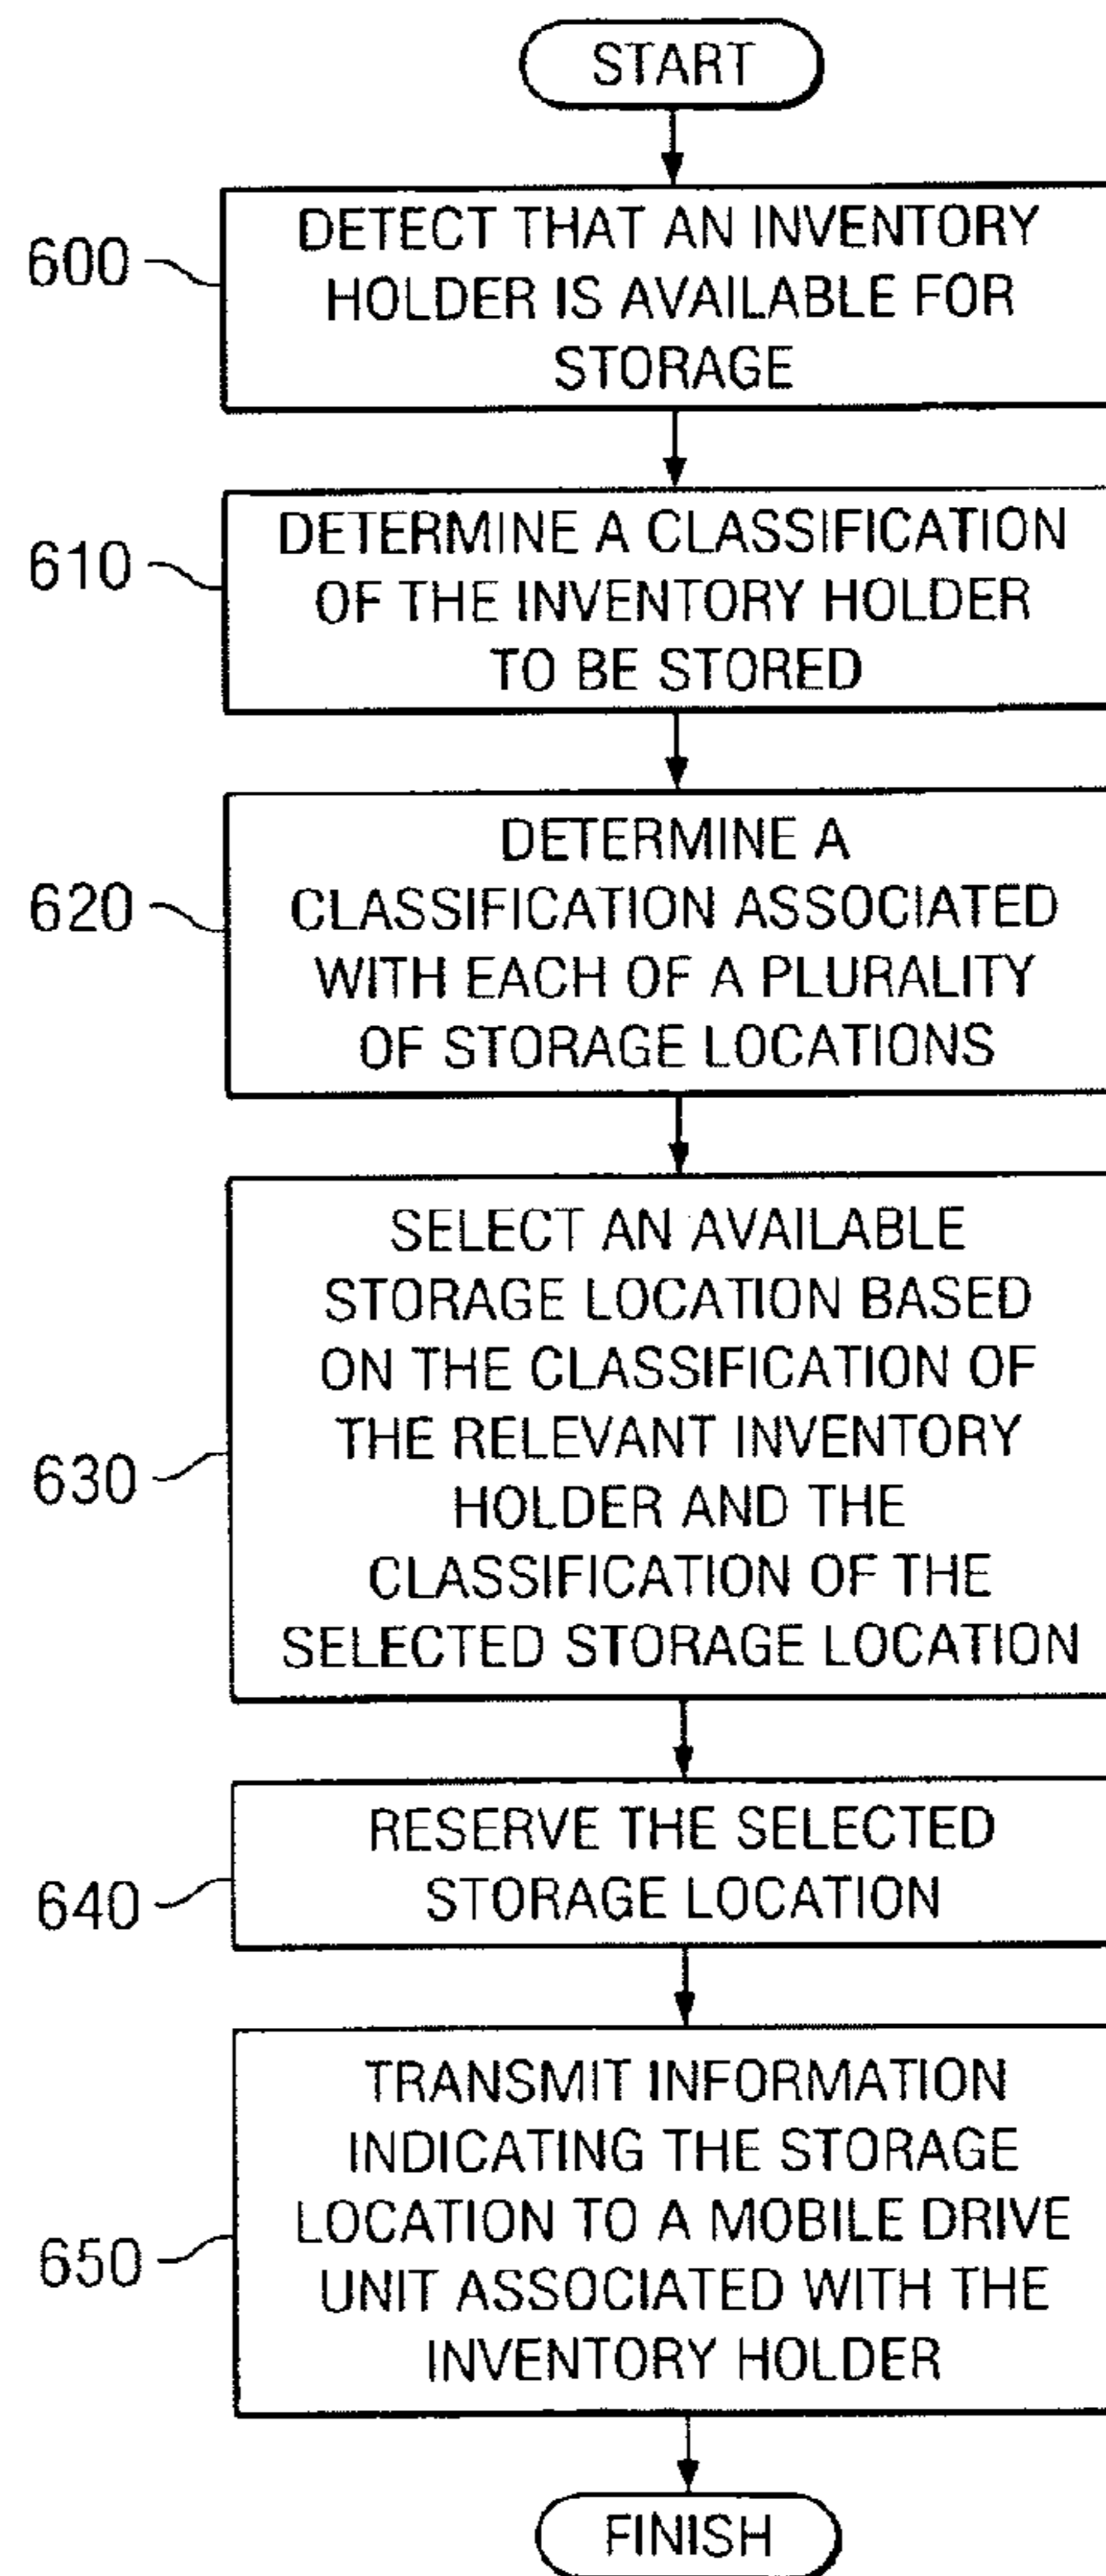 START
600
DETECT THAT AN INVENTORY
HOLDER IS AVAILABLE FOR
STORAGE
610
DETERMINE A CLASSIFICATION
OF THE INVENTORY HOLDER
TO BE STORED
620
DETERMINE A
CLASSIFICATION ASSOCIATED
WITH EACH OF A PLURALITY
OF STORAGE LOCATIONS
630
SELECT AN AVAILABLE
STORAGE LOCATION BASED
ON THE CLASSIFICATION OF
THE RELEVANT INVENTORY
HOLDER AND THE
CLASSIFICATION OF THE
SELECTED STORAGE LOCATION
640
RESERVE THE SELECTED
STORAGE LOCATION
650
TRANSMIT INFORMATION
INDICATING THE STORAGE
LOCATION TO A MOBILE DRIVE
UNIT ASSOCIATED WITH THE
INVENTORY HOLDER
FINISH